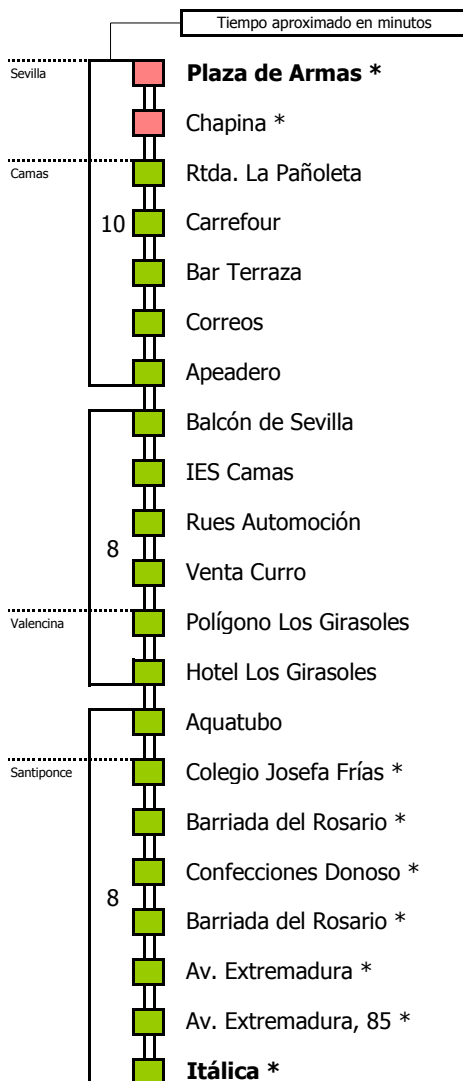 Tiempo aproximado en minutos
Sevilla
Plaza de Armas *
Chapina *
Camas
Rtda. La Pañoleta
10
Carrefour
Bar Terraza
Correos
Apeadero
Balcón de Sevilla
IES Camas
Rues Automoción
8
Venta Curro
Valencina
Polígono Los Girasoles
Hotel Los Girasoles
Aquatubo
Santiponce
Colegio Josefa Frías *
Barriada del Rosario *
Confecciones Donoso *
8
Barriada del Rosario *
Av. Extremadura *
Av. Extremadura, 85 *
Itálica *